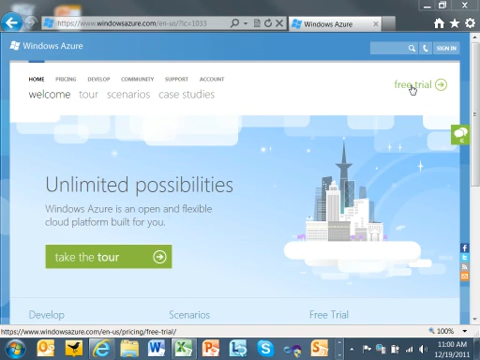 https://www.windowsazure.com/en-us/?lc=1033
Windows Azure
Windows Azure
SIGN IN
HOME PRICING DEVELOP COMMUNITY SUPPORT ACCOUNT
welcome tour scenarios case studies
free trial
Unlimited possibilities
Windows Azure is an open and flexible
cloud platform built for you.
take the tour
Develop Scenarios Free Trial
https://www.windowsazure.com/en-us/pricing/free-trial/
100%
11:00 AM
12/19/2011